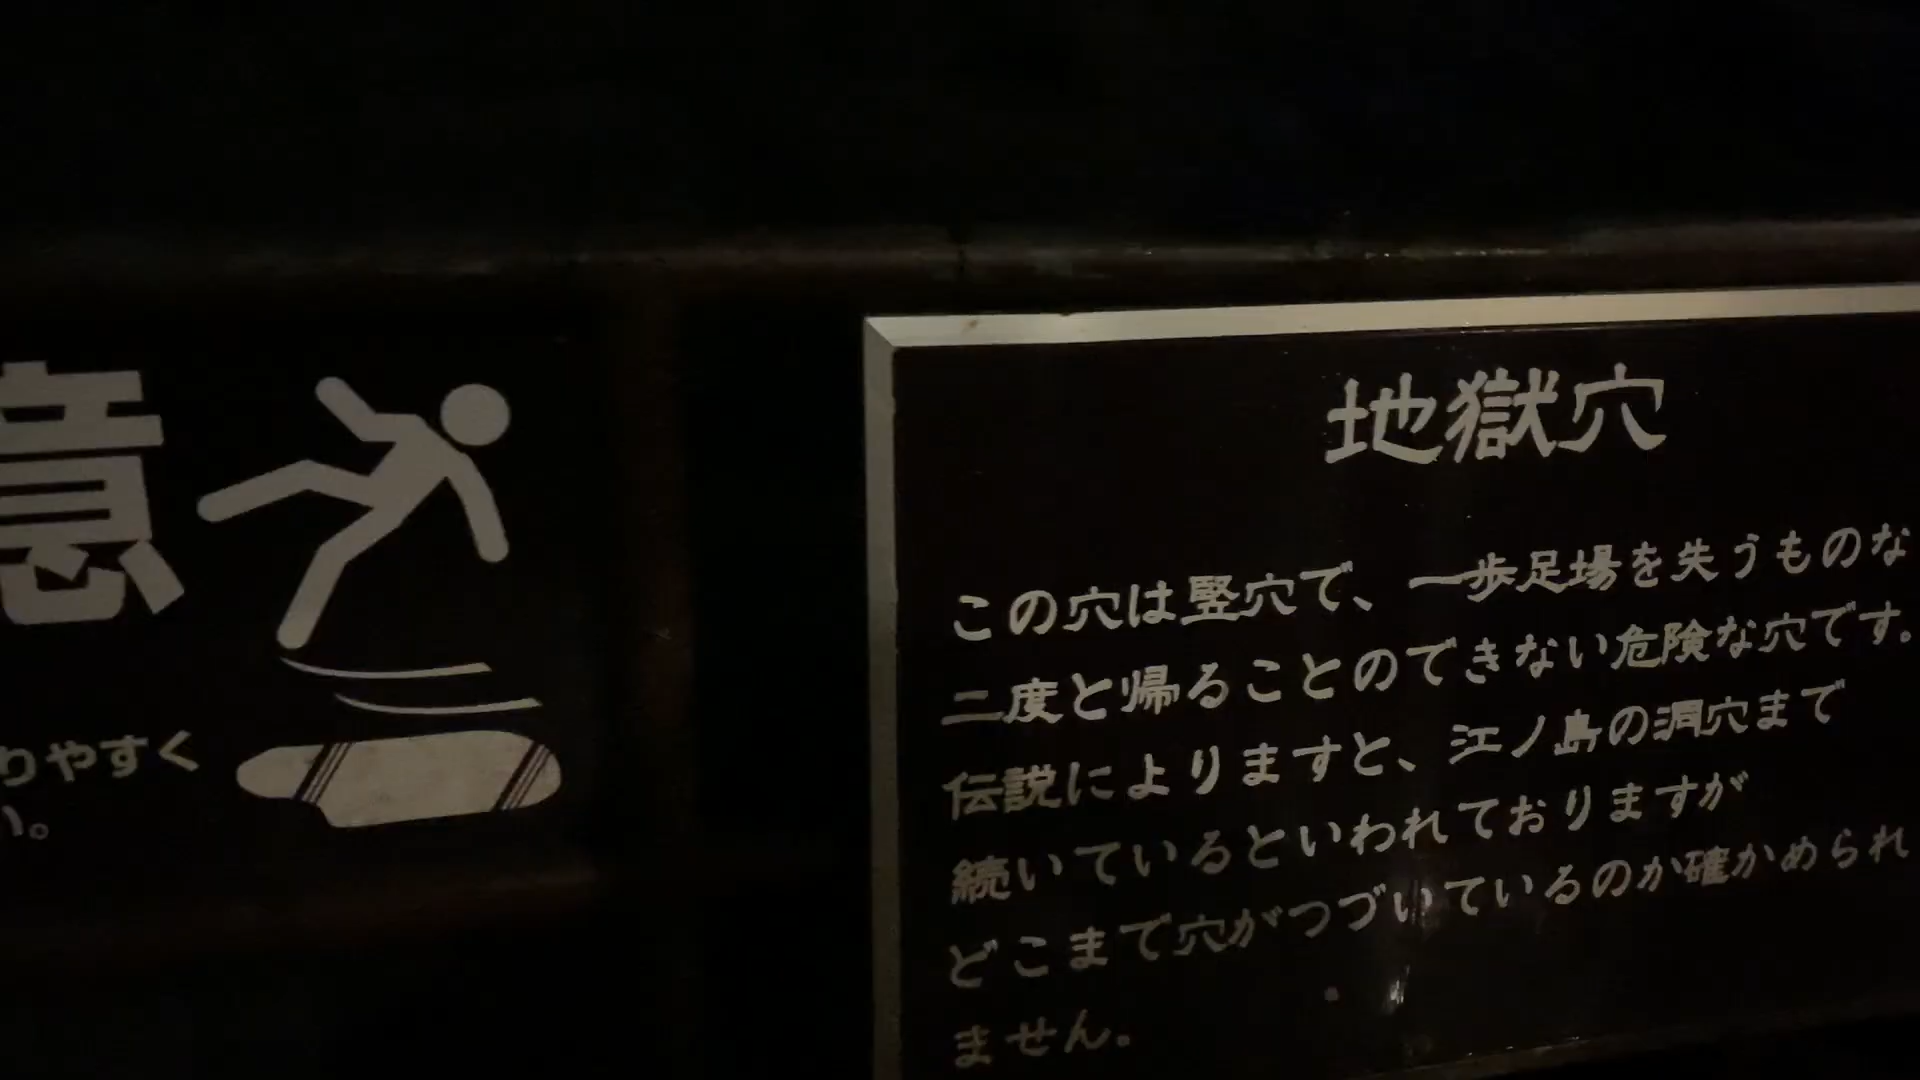 意
りやすく
い。
地獄穴
この穴は竪穴で、一歩足場を失うものな
二度と帰ることのできない危険な穴です。
伝説によりますと、江ノ島の洞穴まで
続いているといわれておりますが
どこまで穴がつづいているのか確かめられ
ません。